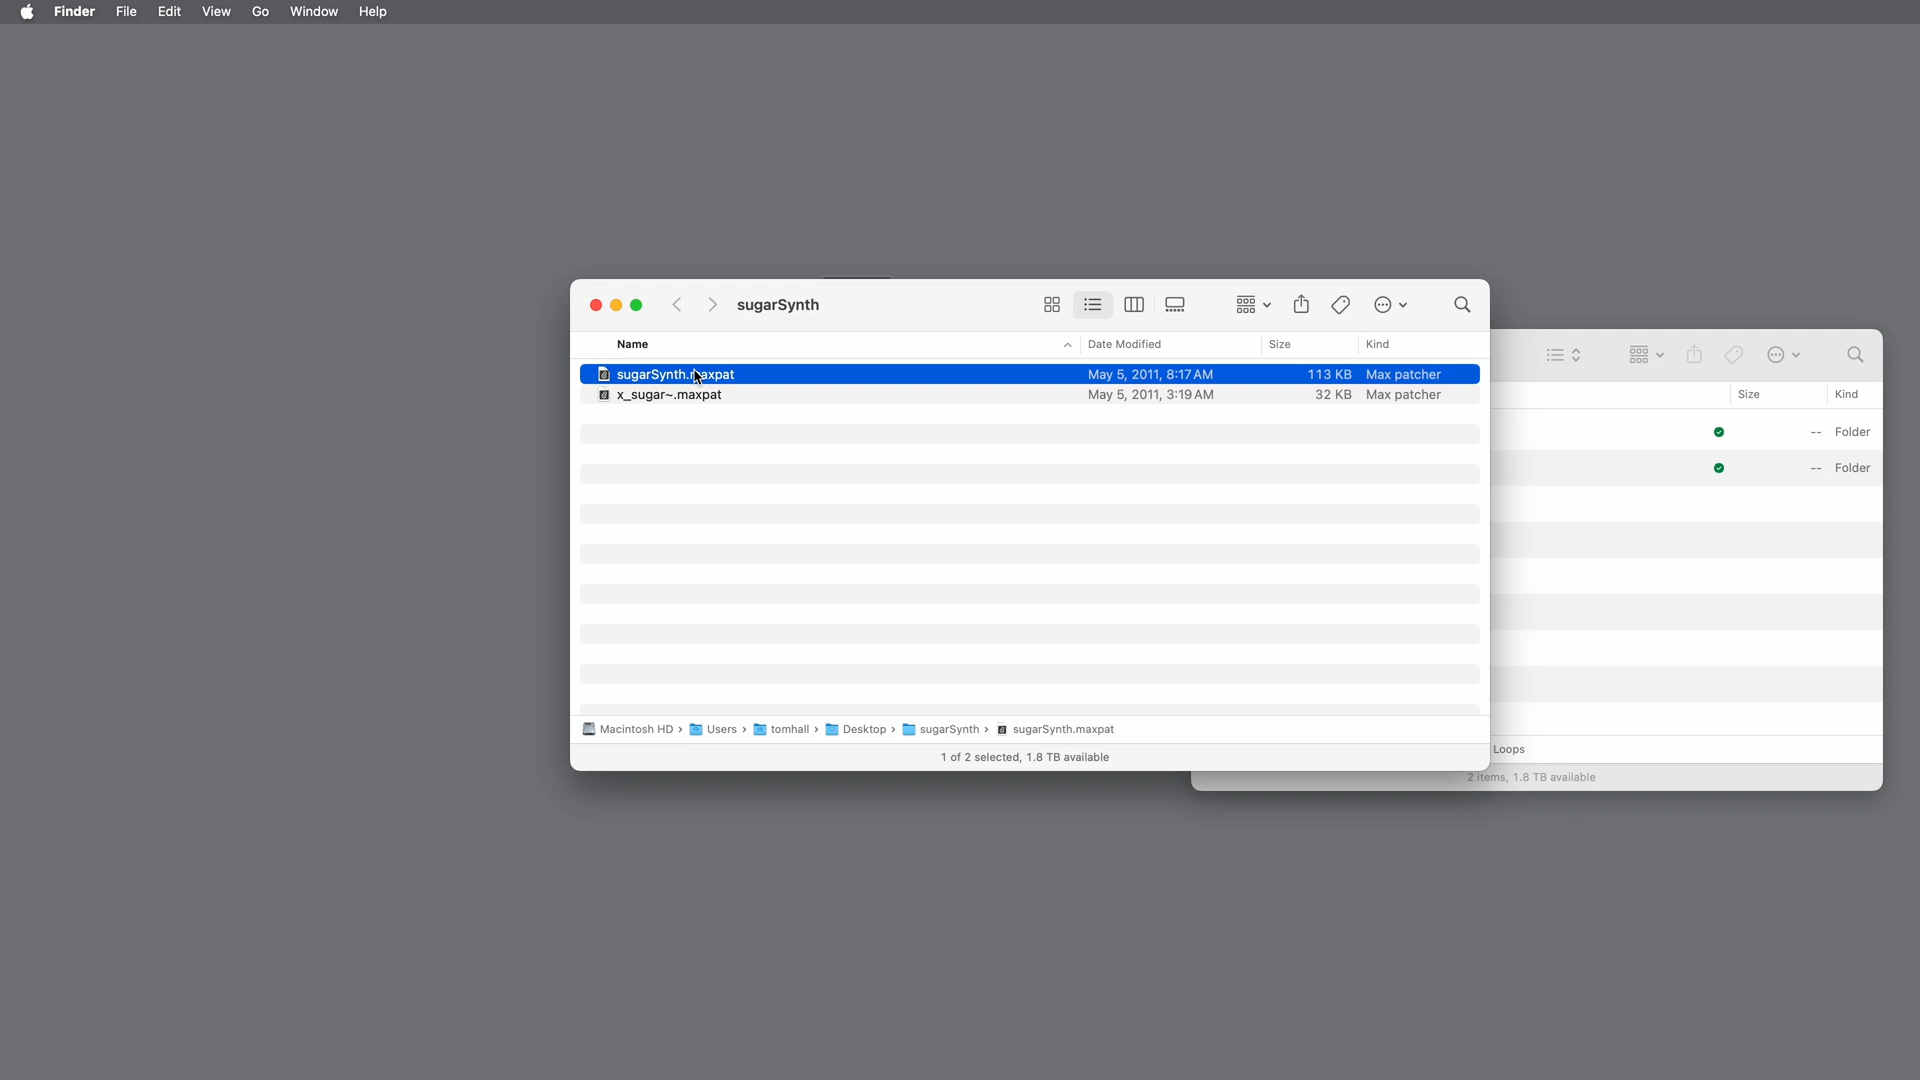 Finder File Edit View Go Window Help
sugarSynth
Name Date Modified Size Kind
sugarSynth.maxpat May 5, 2011, 8:17 AM 113 KB Max patcher
x_sugar~.maxpat May 5, 2011, 3:19 AM 32 KB Max patcher
Macintosh HD › Users › tomhall › Desktop › sugarSynth › sugarSynth.maxpat
1 of 2 selected, 1.8 TB available
Size Kind
-- Folder
-- Folder
Loops
2 items, 1.8 TB available